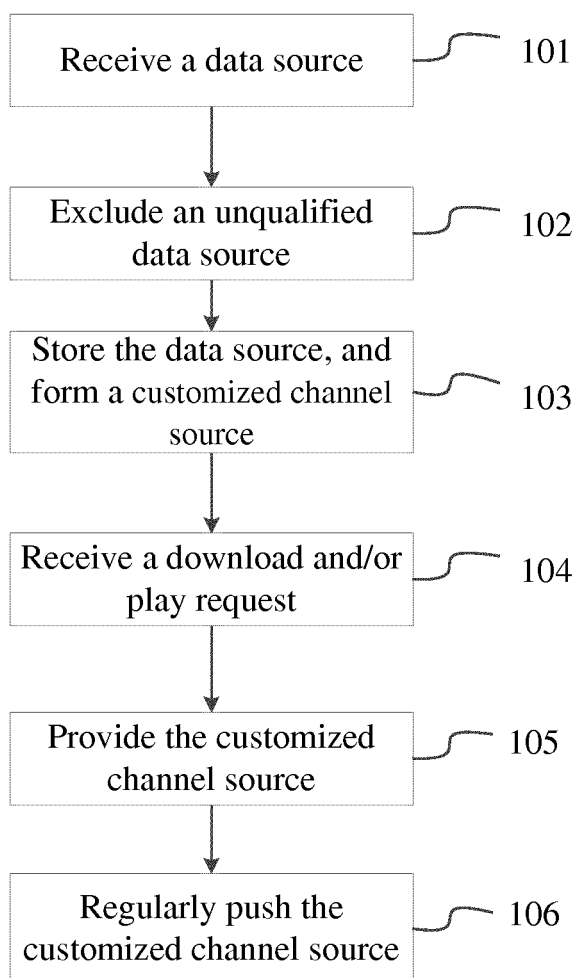 Receive a data source
101
Exclude an unqualified
data source
102
Store the data source, and
form a customized channel
source
103
Receive a download and/or
play request
104
Provide the customized
channel source
105
Regularly push the
customized channel source
106